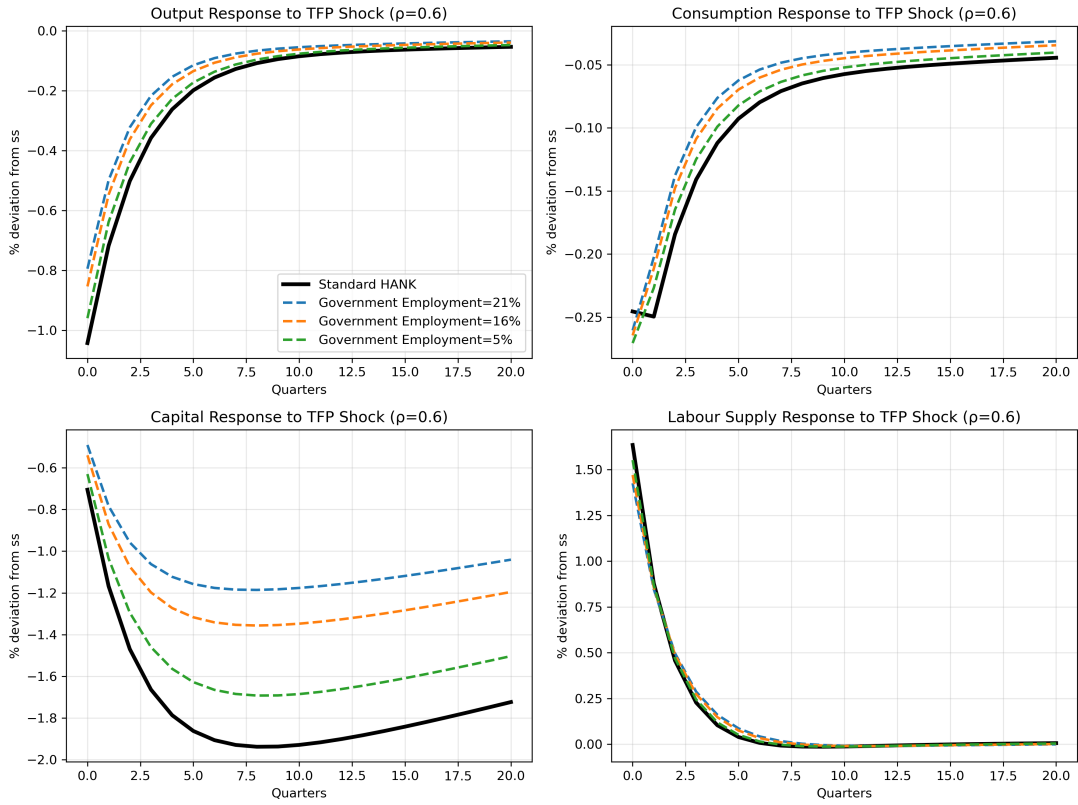 Output Response to TFP Shock (ρ=0.6)
0.0
−0.2
−0.4
−0.6
−0.8
−1.0
% deviation from ss
Standard HANK
Government Employment=21%
Government Employment=16%
Government Employment=5%
0.0 2.5 5.0 7.5 10.0 12.5 15.0 17.5 20.0
Quarters
Consumption Response to TFP Shock (ρ=0.6)
−0.05
−0.10
−0.15
−0.20
−0.25
% deviation from ss
0.0 2.5 5.0 7.5 10.0 12.5 15.0 17.5 20.0
Quarters
Capital Response to TFP Shock (ρ=0.6)
−0.6
−0.8
−1.0
−1.2
−1.4
−1.6
−1.8
−2.0
% deviation from ss
0.0 2.5 5.0 7.5 10.0 12.5 15.0 17.5 20.0
Quarters
Labour Supply Response to TFP Shock (ρ=0.6)
1.50
1.25
1.00
0.75
0.50
0.25
0.00
% deviation from ss
0.0 2.5 5.0 7.5 10.0 12.5 15.0 17.5 20.0
Quarters